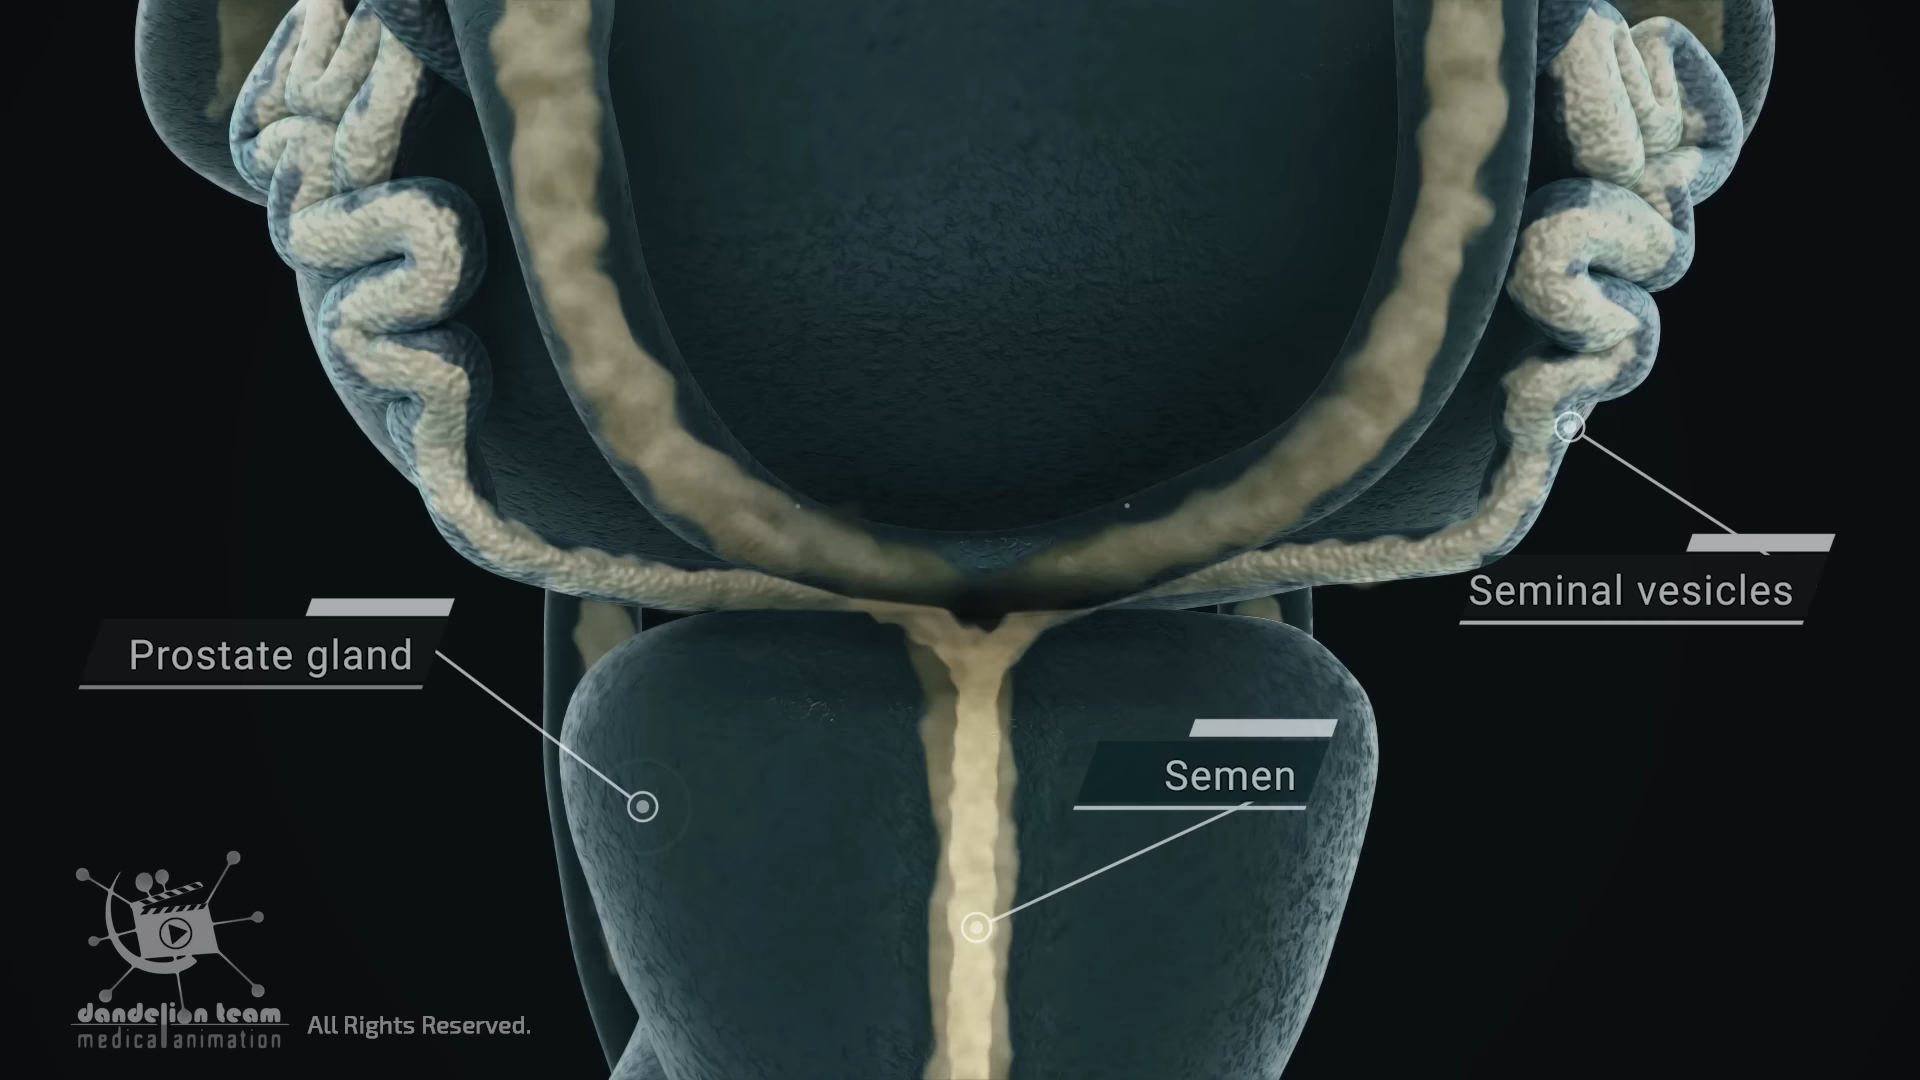 Seminal vesicles
Prostate gland
Semen
dandelion team
medical animation
All Rights Reserved.